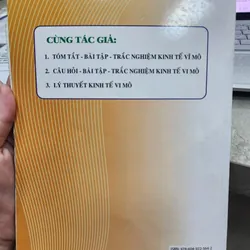 CÙNG TÁC GIẢ:
1. TÓM TẮT - BÀI TẬP - TRẮC NGHIỆM KINH TẾ VĨ MÔ
2. CÂU HỎI - BÀI TẬP - TRẮC NGHIỆM KINH TẾ VI MÔ
3. LÝ THUYẾT KINH TẾ VI MÔ